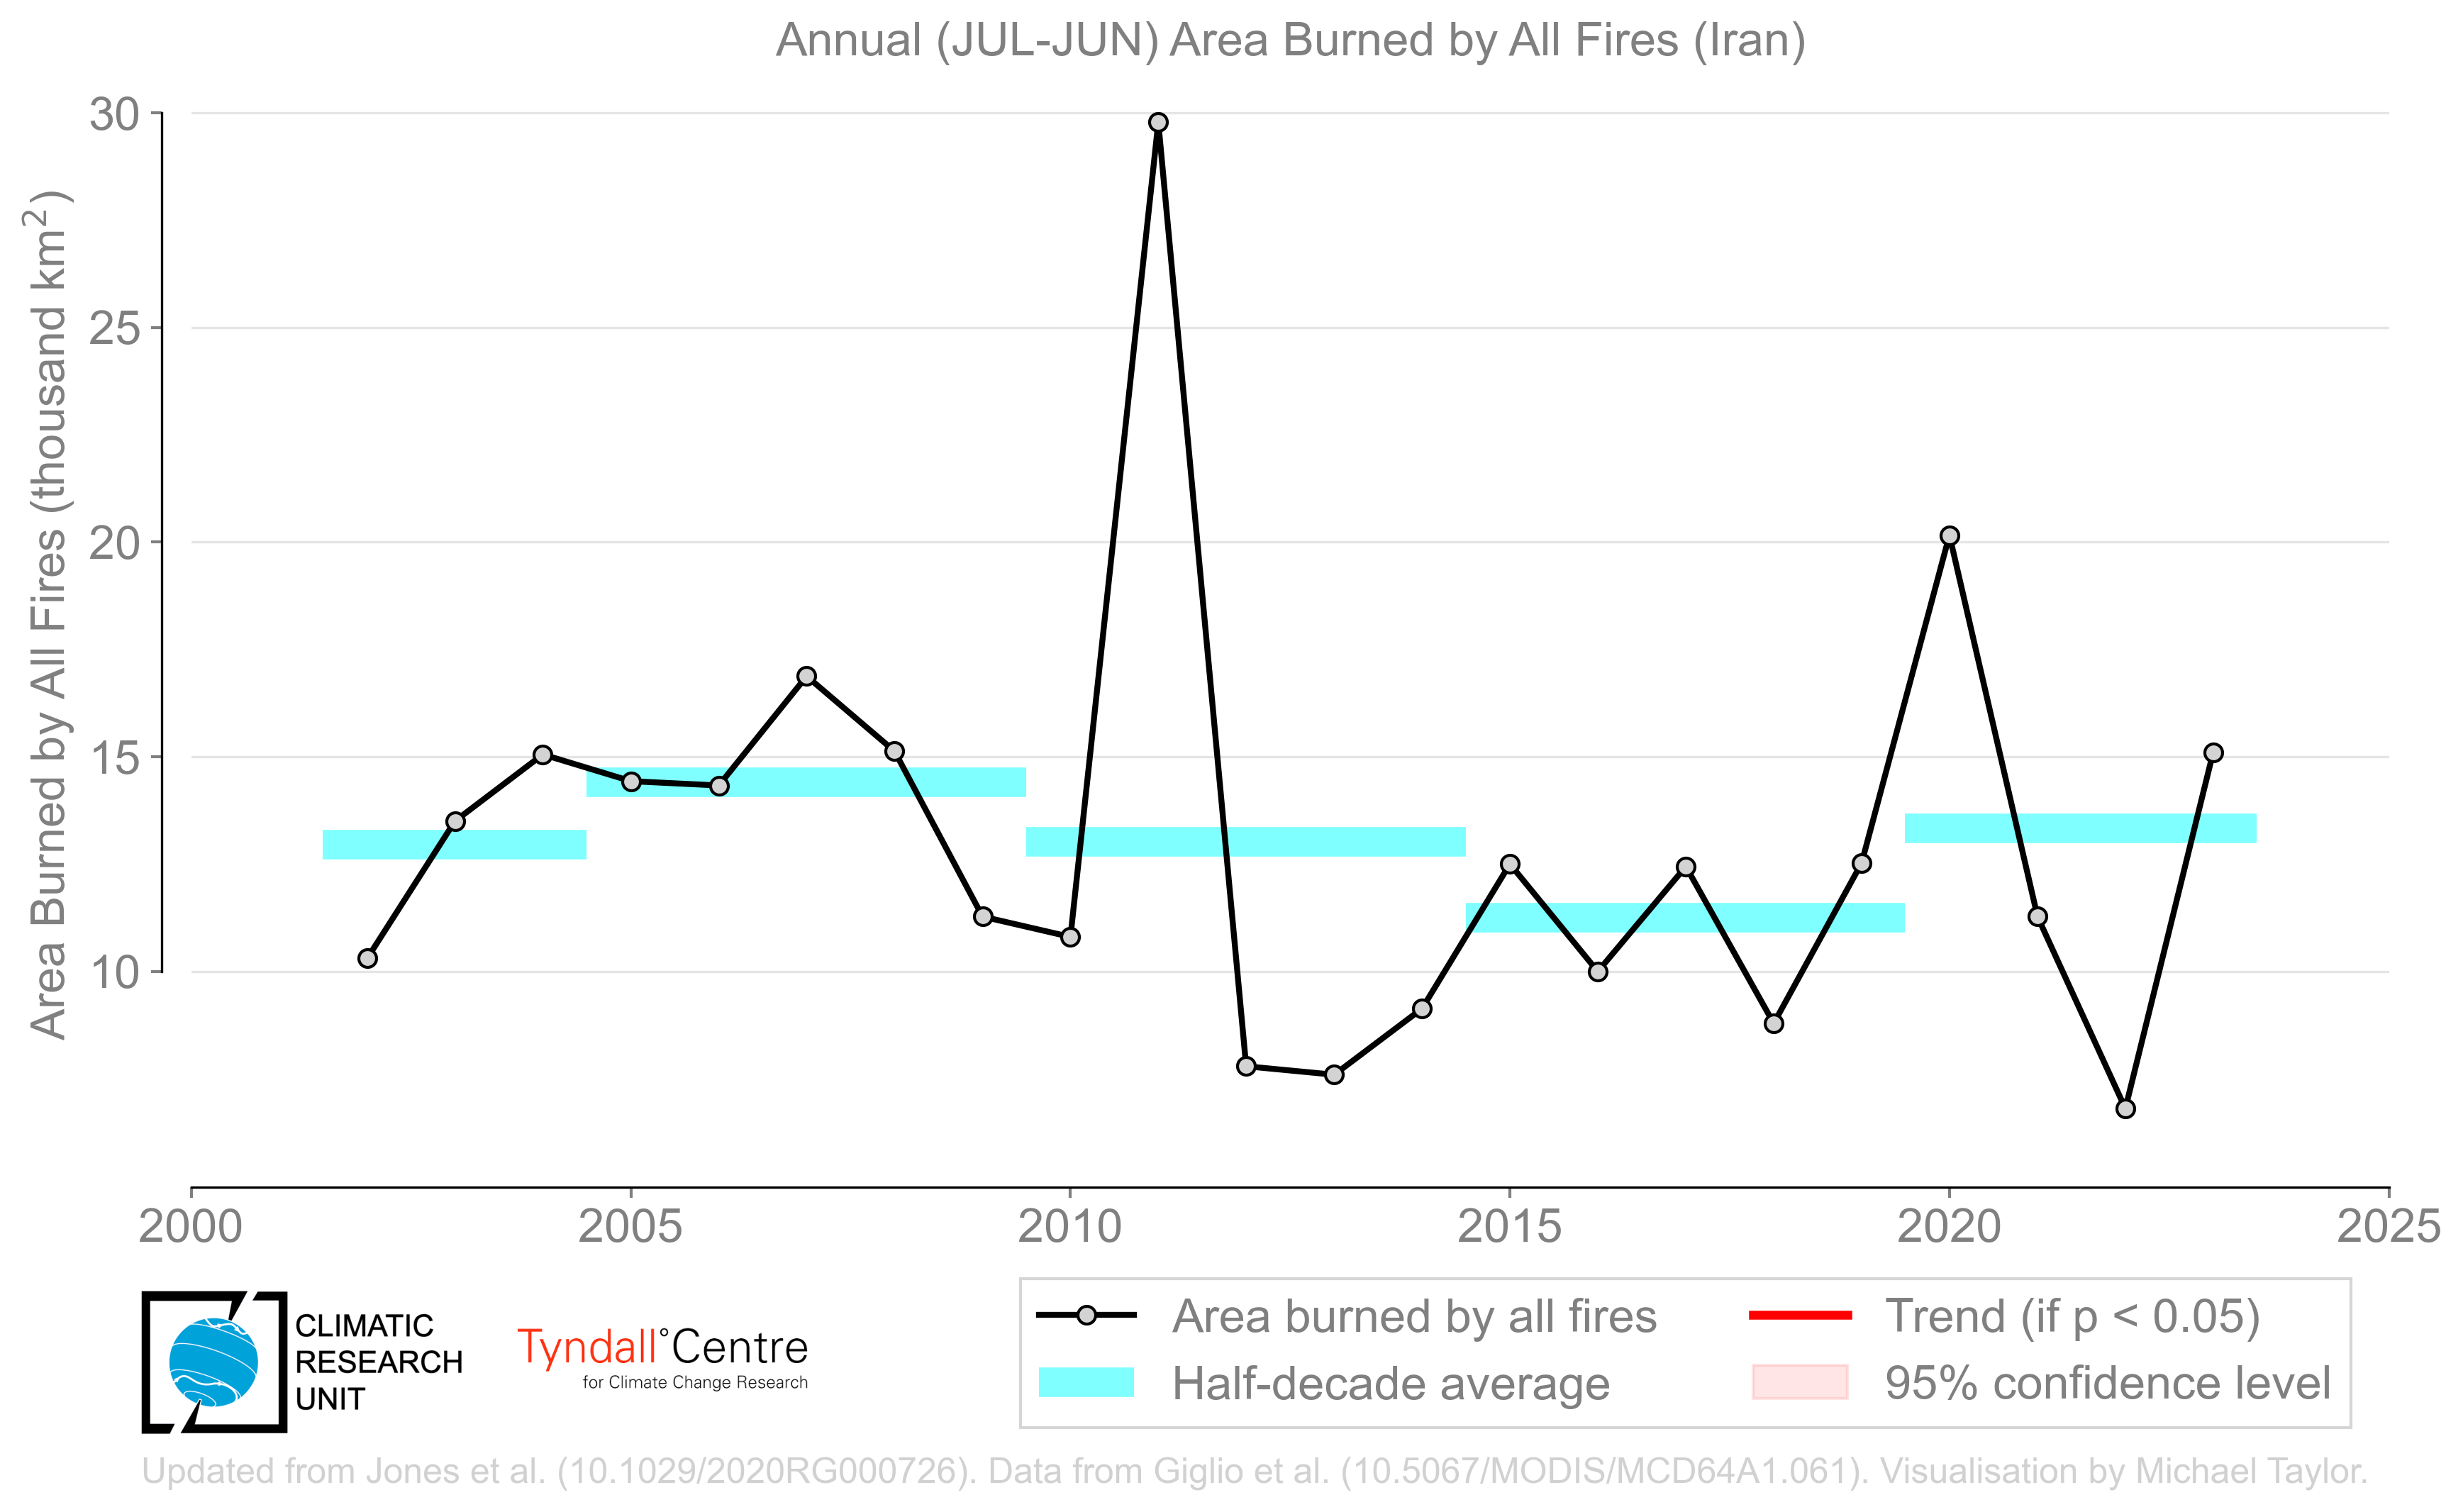 Annual (JUL-JUN) Area Burned by All Fires (Iran)
Area Burned by All Fires (thousand km²)
30
25
20
15
10
2000 2005 2010 2015 2020 2025
CLIMATIC
RESEARCH
UNIT
Tyndall°Centre
for Climate Change Research
Area burned by all fires
Half-decade average
Trend (if p < 0.05)
95% confidence level
Updated from Jones et al. (10.1029/2020RG000726). Data from Giglio et al. (10.5067/MODIS/MCD64A1.061). Visualisation by Michael Taylor.